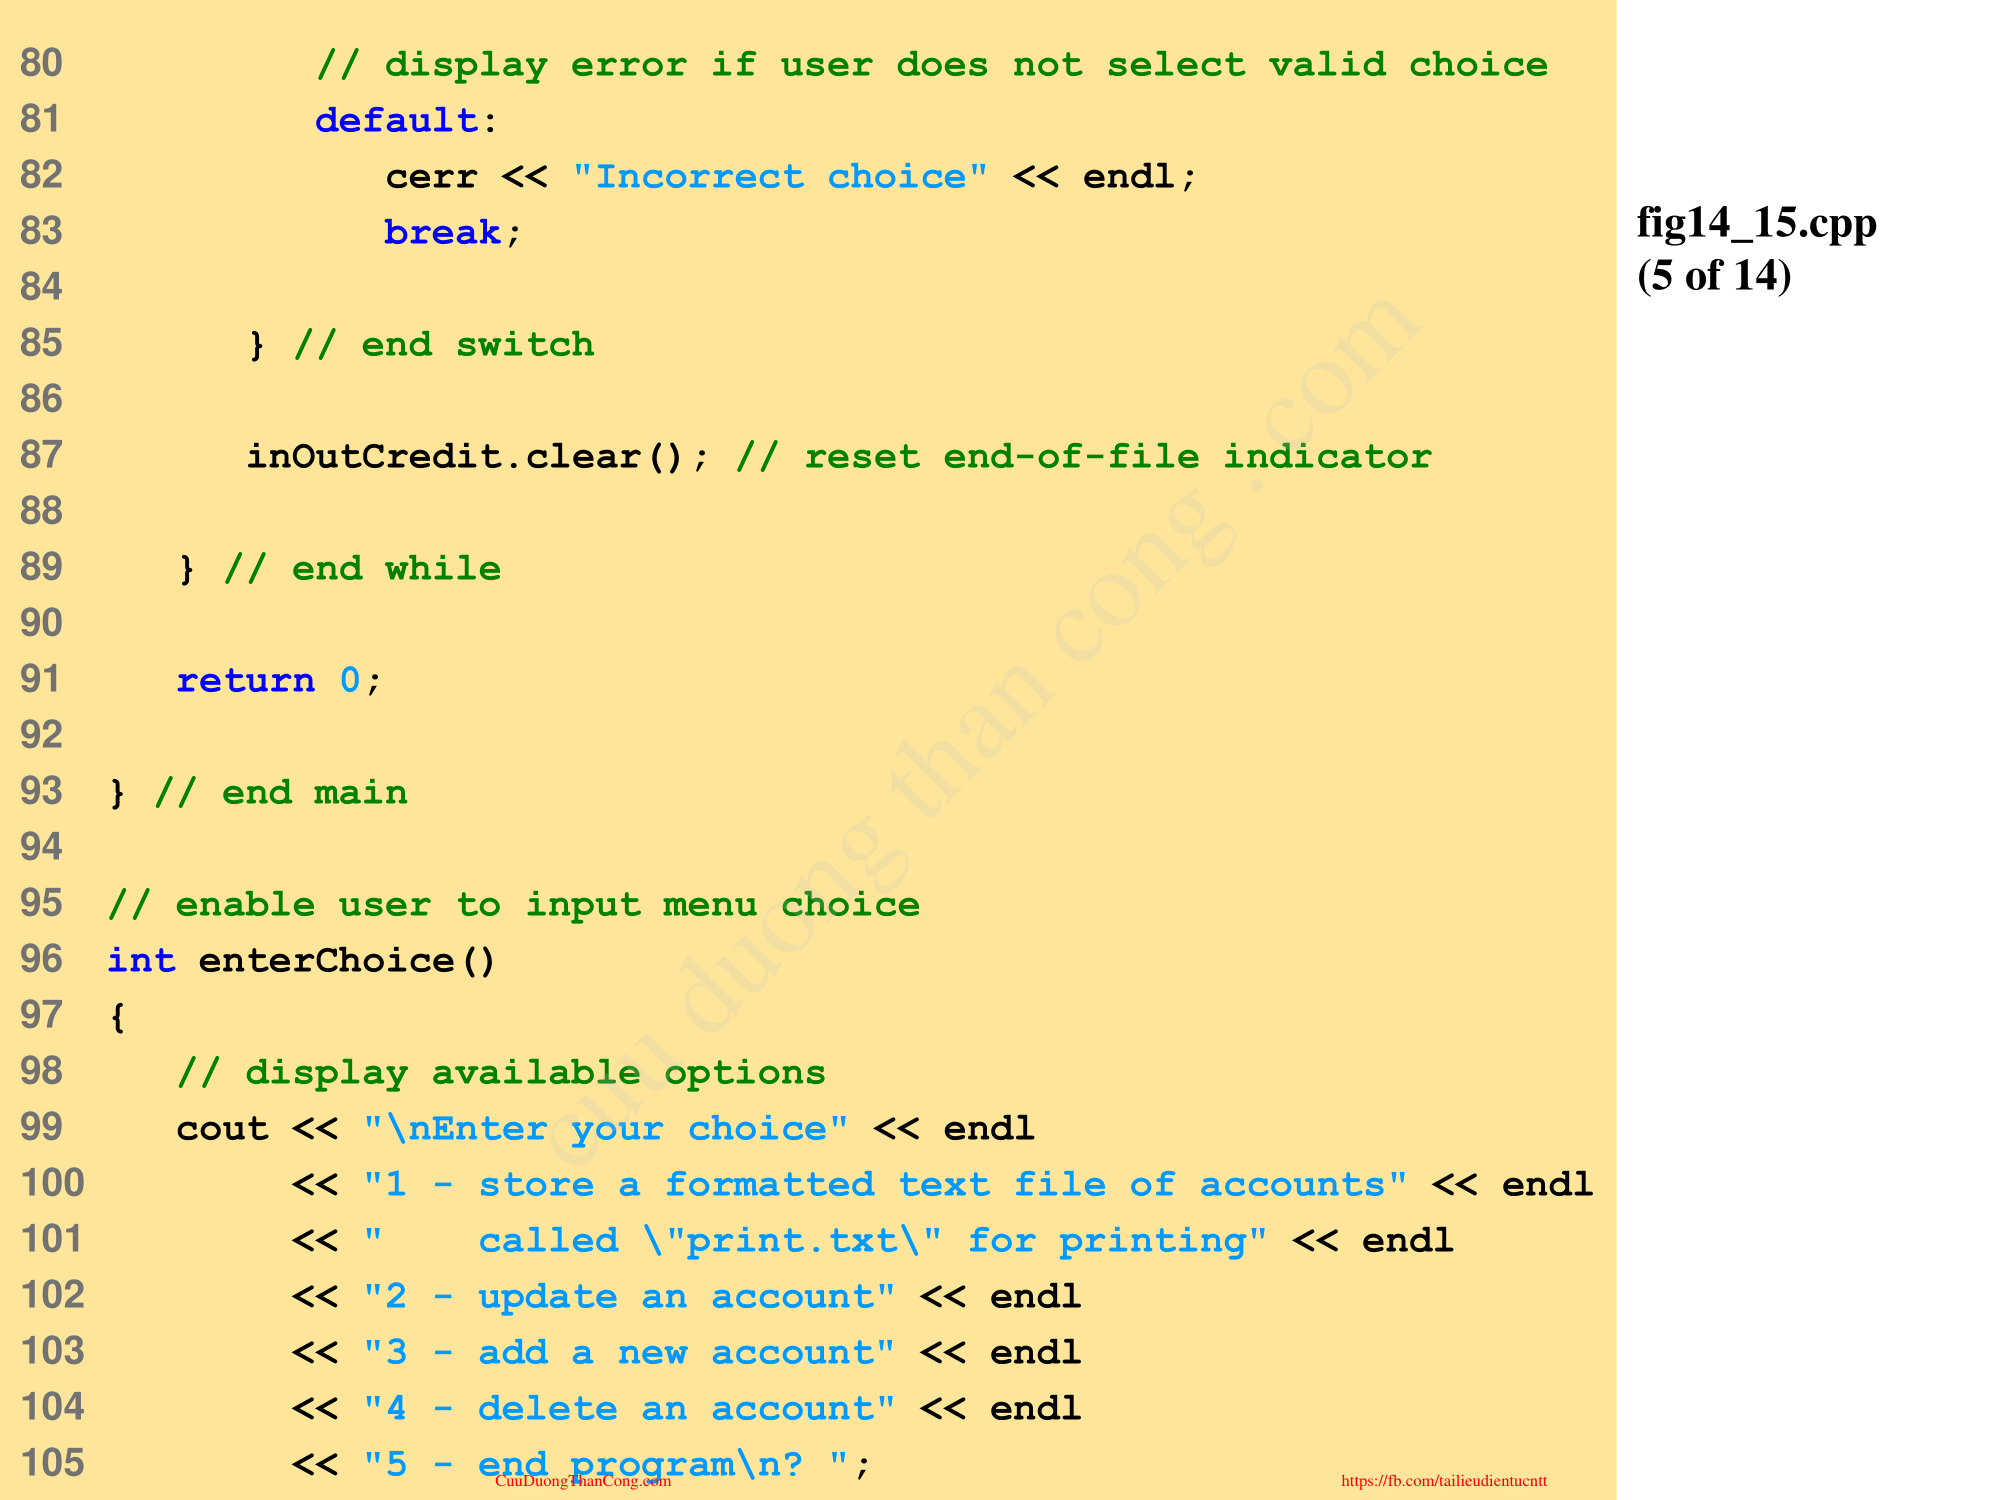 80 // display error if user does not select valid choice
81 default:
82 cerr << "Incorrect choice" << endl;
83 break;
84
85 } // end switch
86
87 inOutCredit.clear(); // reset end-of-file indicator
88
89 } // end while
90
91 return 0;
92
93 } // end main
94
95 // enable user to input menu choice
96 int enterChoice()
97 {
98 // display available options
99 cout << "\nEnter your choice" << endl
100 << "1 - store a formatted text file of accounts" << endl
101 << "    called \"print.txt\" for printing" << endl
102 << "2 - update an account" << endl
103 << "3 - add a new account" << endl
104 << "4 - delete an account" << endl
105 << "5 - end program\n? ";
fig14_15.cpp
(5 of 14)
cuu duong than cong . com
CuuDuongThanCong.com
https://fb.com/tailieudientucntt